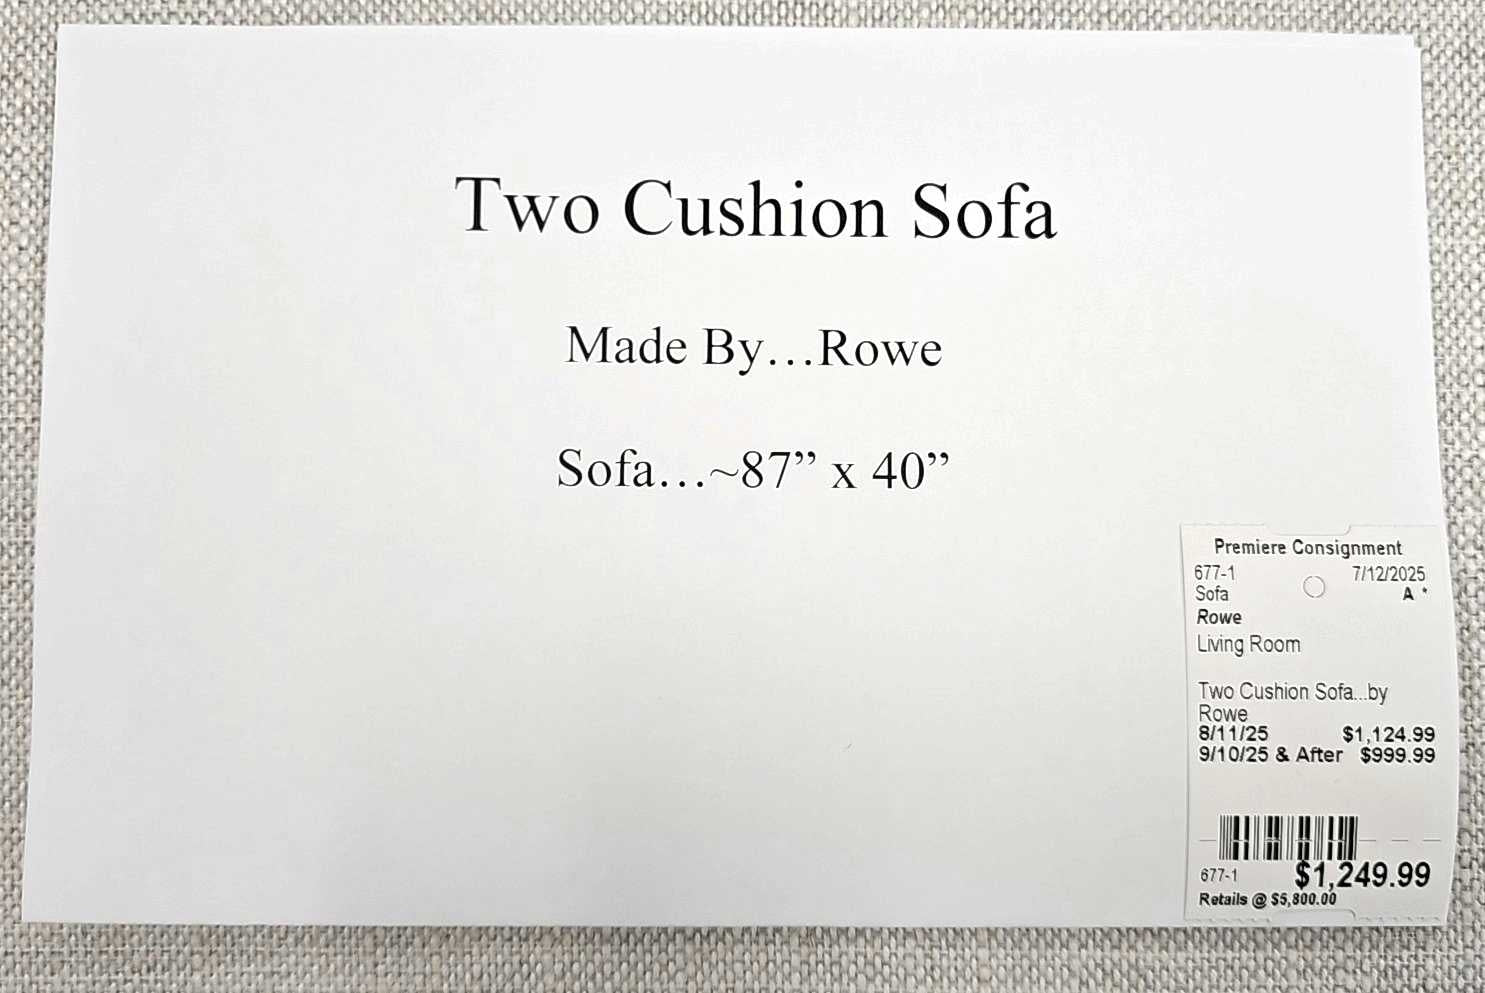 Two Cushion Sofa
Made By…Rowe
Sofa…~87” x 40”
Premiere Consignment
677-1 7/12/2025
Sofa A *
Rowe
Living Room
Two Cushion Sofa...by
Rowe
8/11/25 $1,124.99
9/10/25 & After $999.99
677-1 $1,249.99
Retails @ $5,800.00